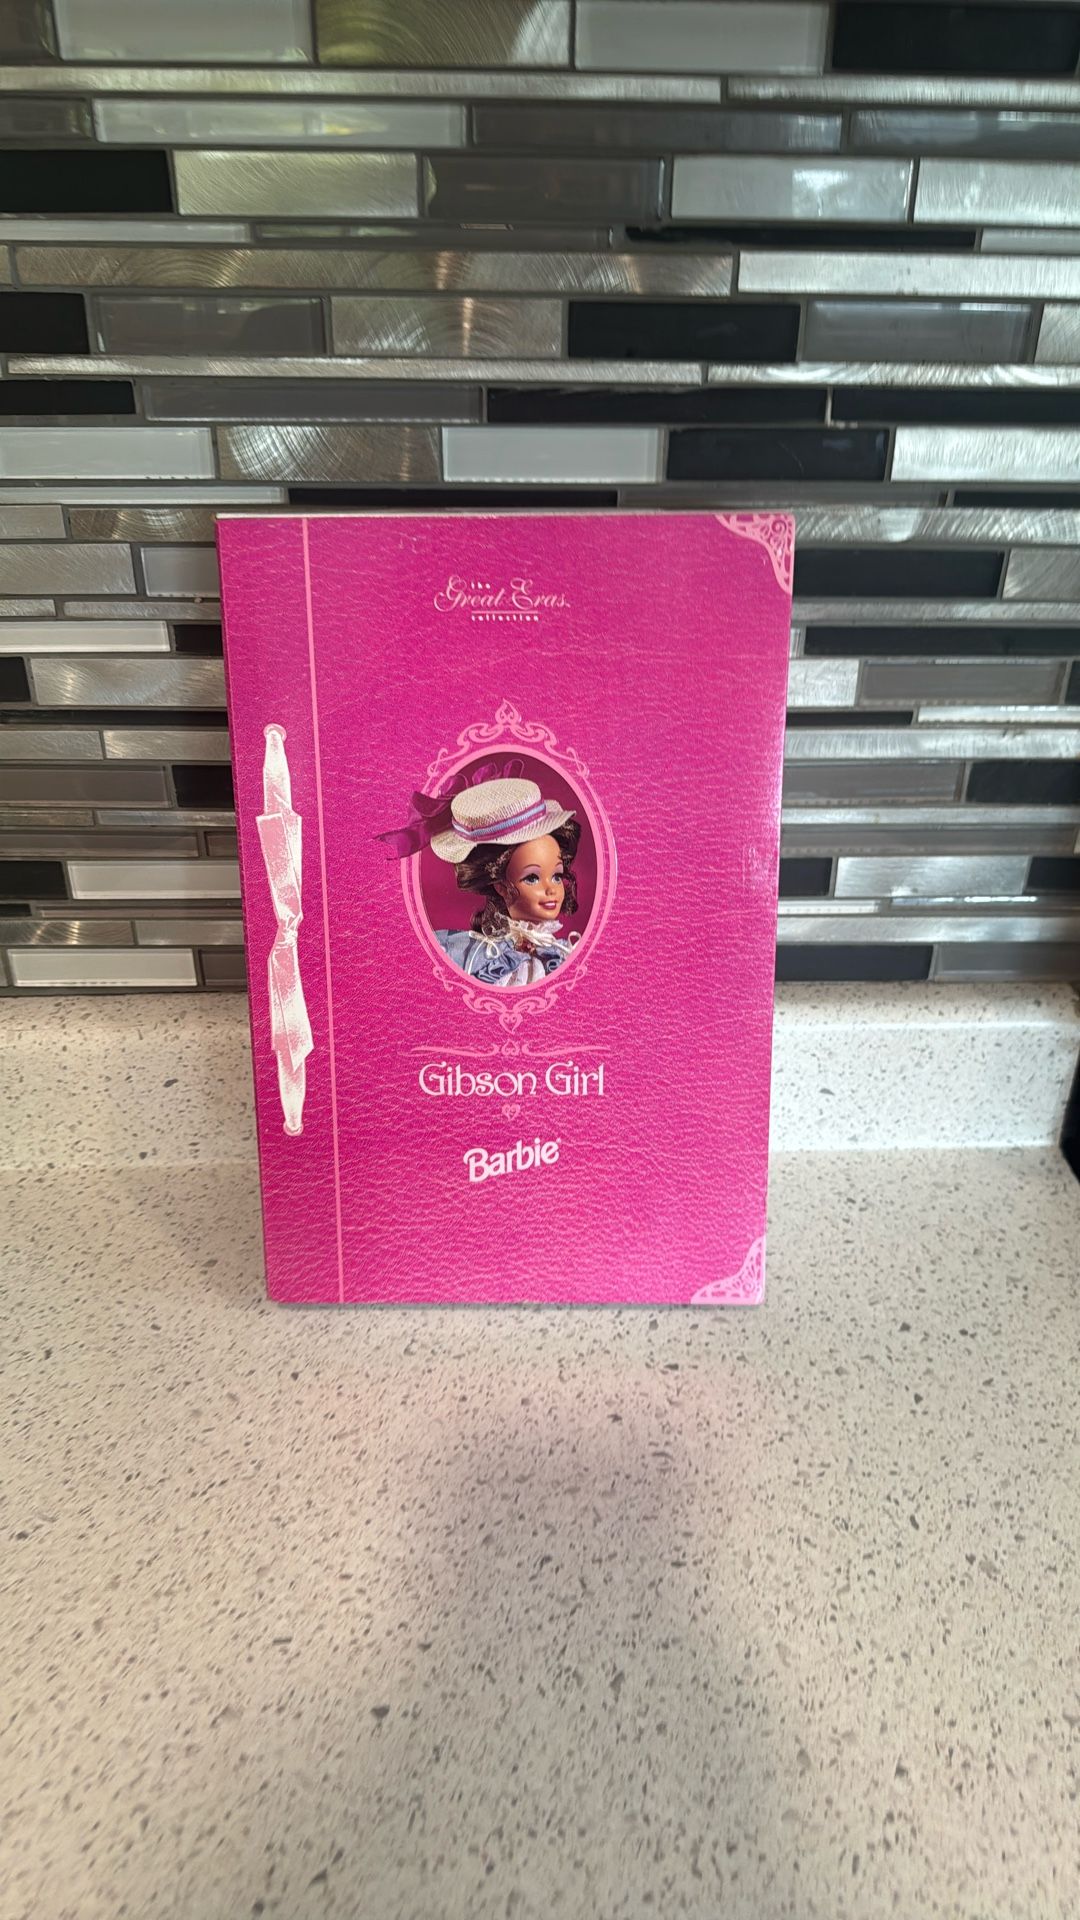 the
Great Eras
collection
Gibson Girl
Barbie®